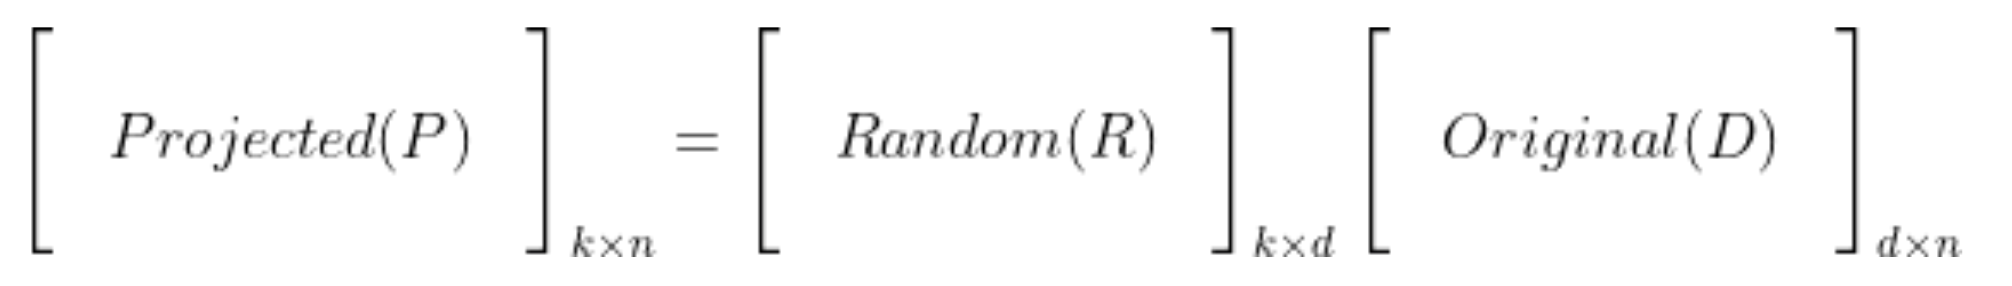 [ Projected(P) ]k×n = [ Random(R) ]k×d [ Original(D) ]d×n